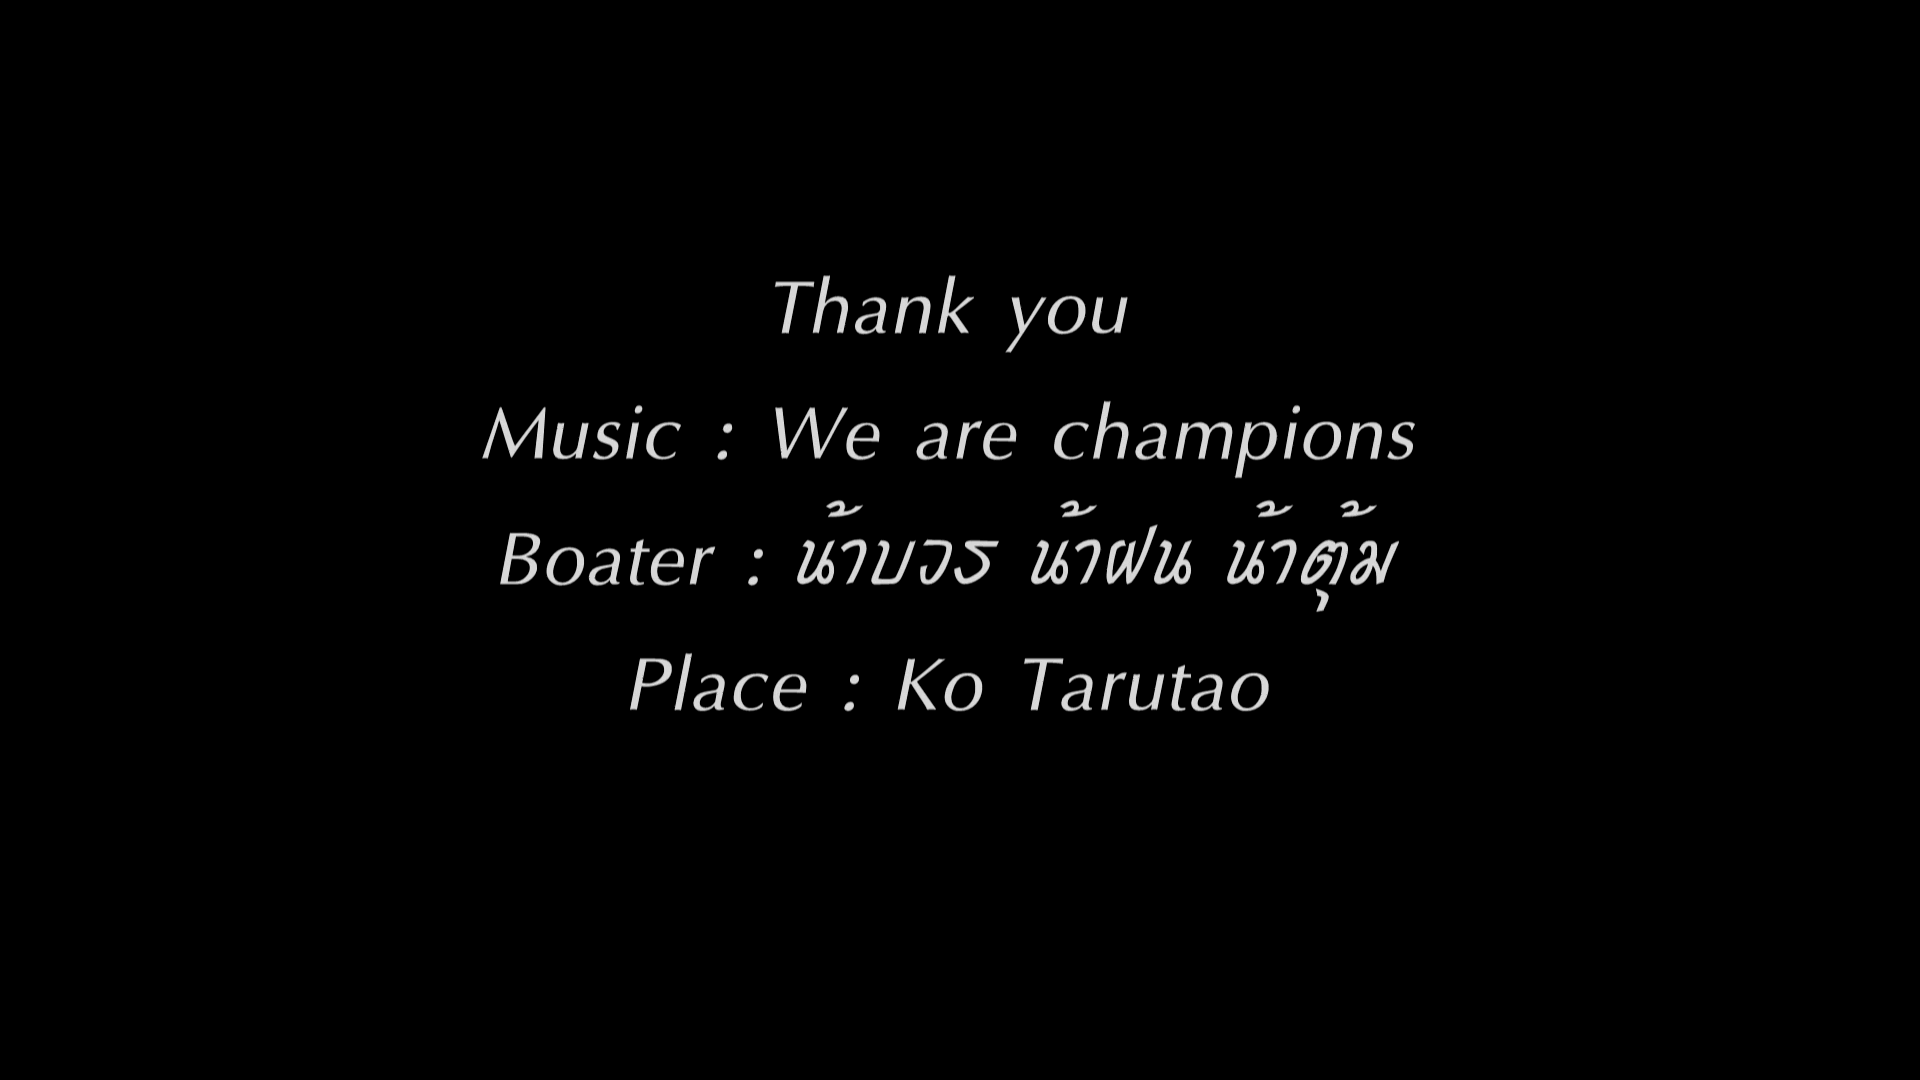 Thank you
Music : We are champions
Boater : น้าบวร น้าฝน น้าตุ้ม
Place : Ko Tarutao